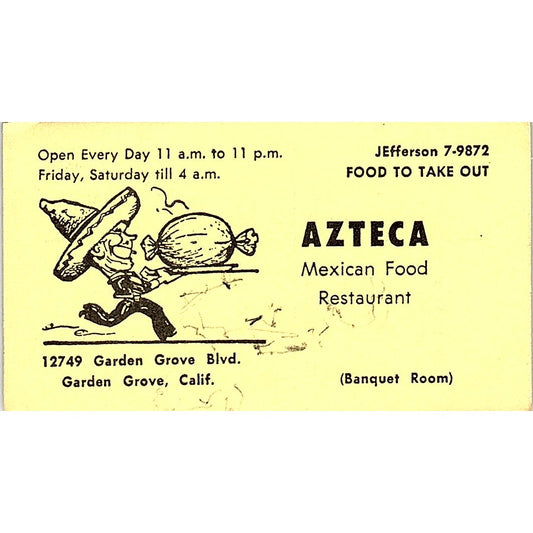 Open Every Day 11 a.m. to 11 p.m.
Friday, Saturday till 4 a.m.
JEfferson 7-9872
FOOD TO TAKE OUT
AZTECA
Mexican Food
Restaurant
12749 Garden Grove Blvd.
Garden Grove, Calif.
(Banquet Room)